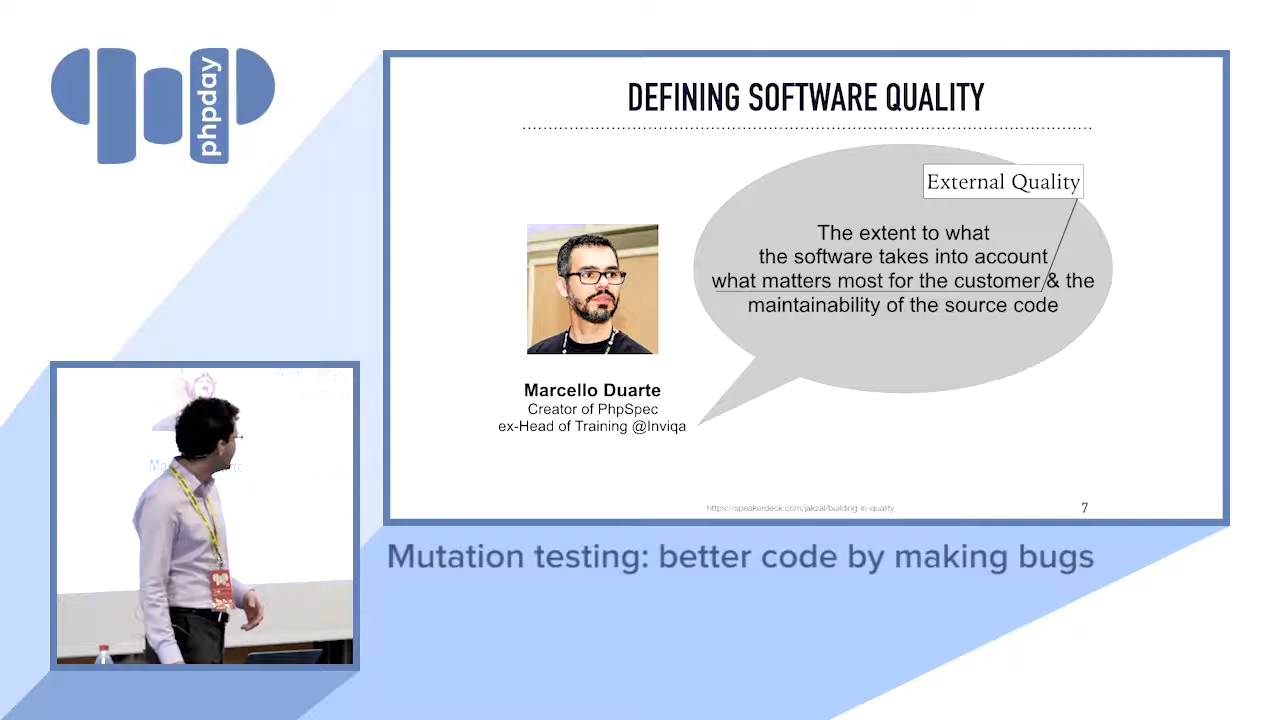 phpday
DEFINING SOFTWARE QUALITY
External Quality
The extent to what
the software takes into account
what matters most for the customer & the
maintainability of the source code
Marcello Duarte
Creator of PhpSpec
ex-Head of Training @Inviqa
https://speakerdeck.com/jakzal/building-in-quality
7
Mutation testing: better code by making bugs